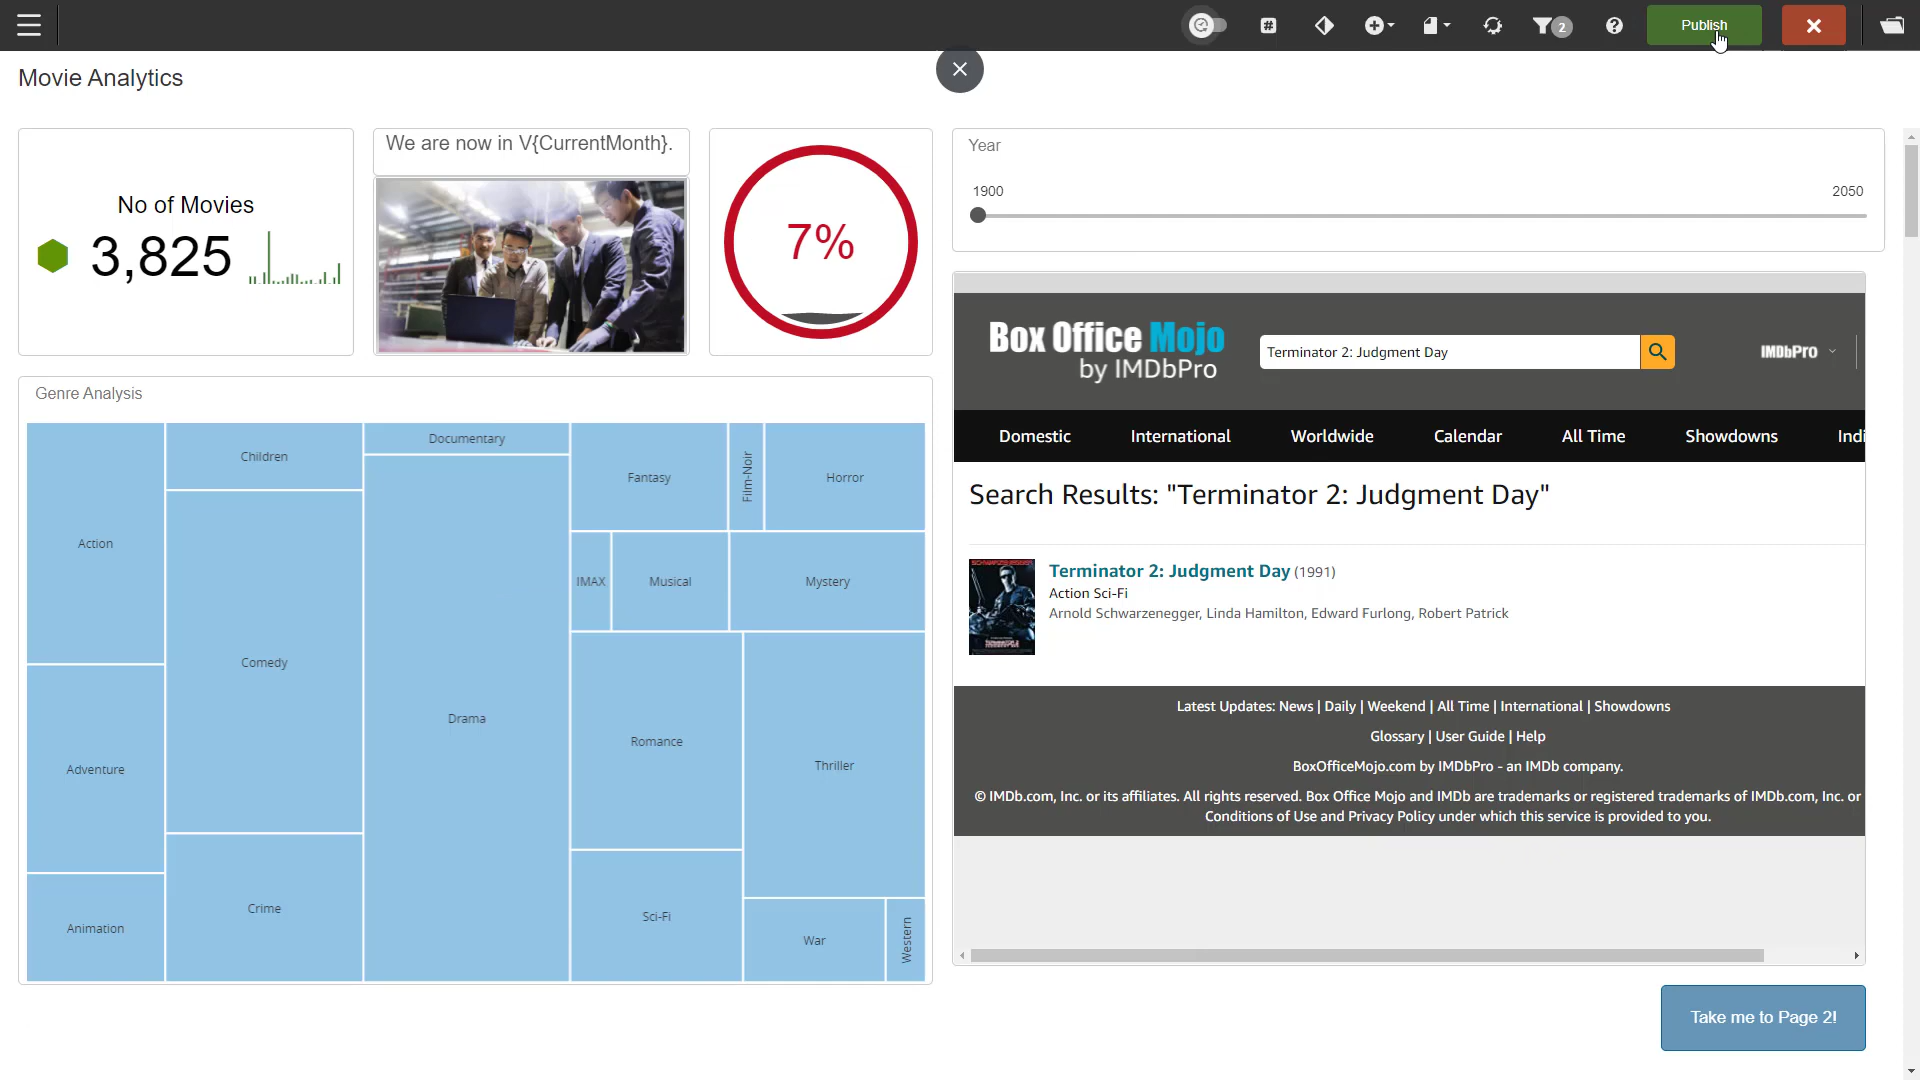 2
Publish
Movie Analytics
No of Movies
3,825
We are now in V{CurrentMonth}.
7%
Year
1900
2050
Genre Analysis
Action
Adventure
Animation
Children
Comedy
Crime
Documentary
Drama
Fantasy
Film-Noir
Horror
IMAX
Musical
Mystery
Romance
Thriller
Sci-Fi
War
Western
Box Office Mojo
by IMDbPro
Terminator 2: Judgment Day
IMDbPro
Domestic International Worldwide Calendar All Time Showdowns Indi
Search Results: "Terminator 2: Judgment Day"
Terminator 2: Judgment Day (1991)
Action Sci-Fi
Arnold Schwarzenegger, Linda Hamilton, Edward Furlong, Robert Patrick
Latest Updates: News | Daily | Weekend | All Time | International | Showdowns
Glossary | User Guide | Help
BoxOfficeMojo.com by IMDbPro - an IMDb company.
© IMDb.com, Inc. or its affiliates. All rights reserved. Box Office Mojo and IMDb are trademarks or registered trademarks of IMDb.com, Inc. or
Conditions of Use and Privacy Policy under which this service is provided to you.
Take me to Page 2!